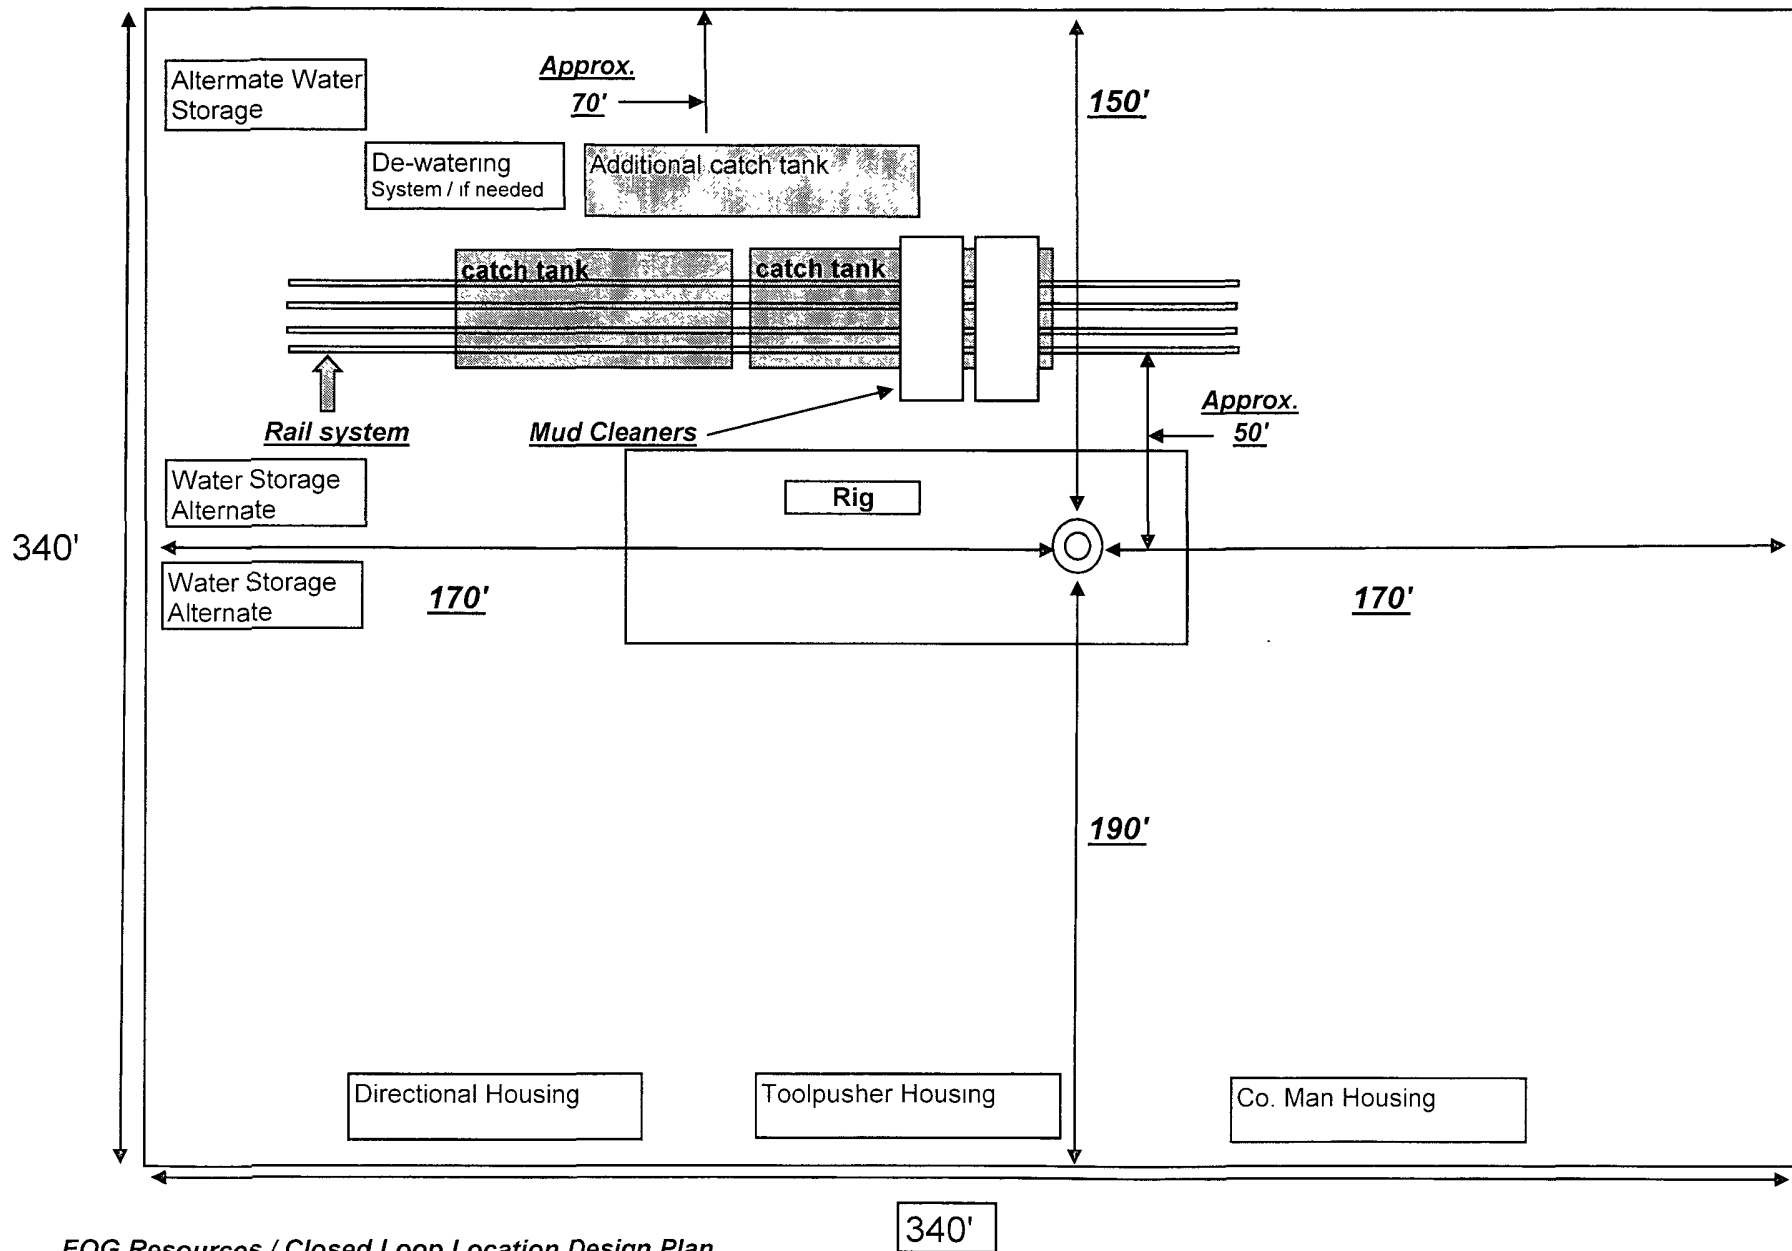 Altermate Water
Storage
Approx.
70'
150'
De-watering
System / if needed
Additional catch tank
catch tank
catch tank
Rail system
Mud Cleaners
Approx.
50'
Water Storage
Alternate
Rig
340'
Water Storage
Alternate
170'
170'
190'
Directional Housing
Toolpusher Housing
Co. Man Housing
340'
EOG Resources / Closed Loop Location Design Plan